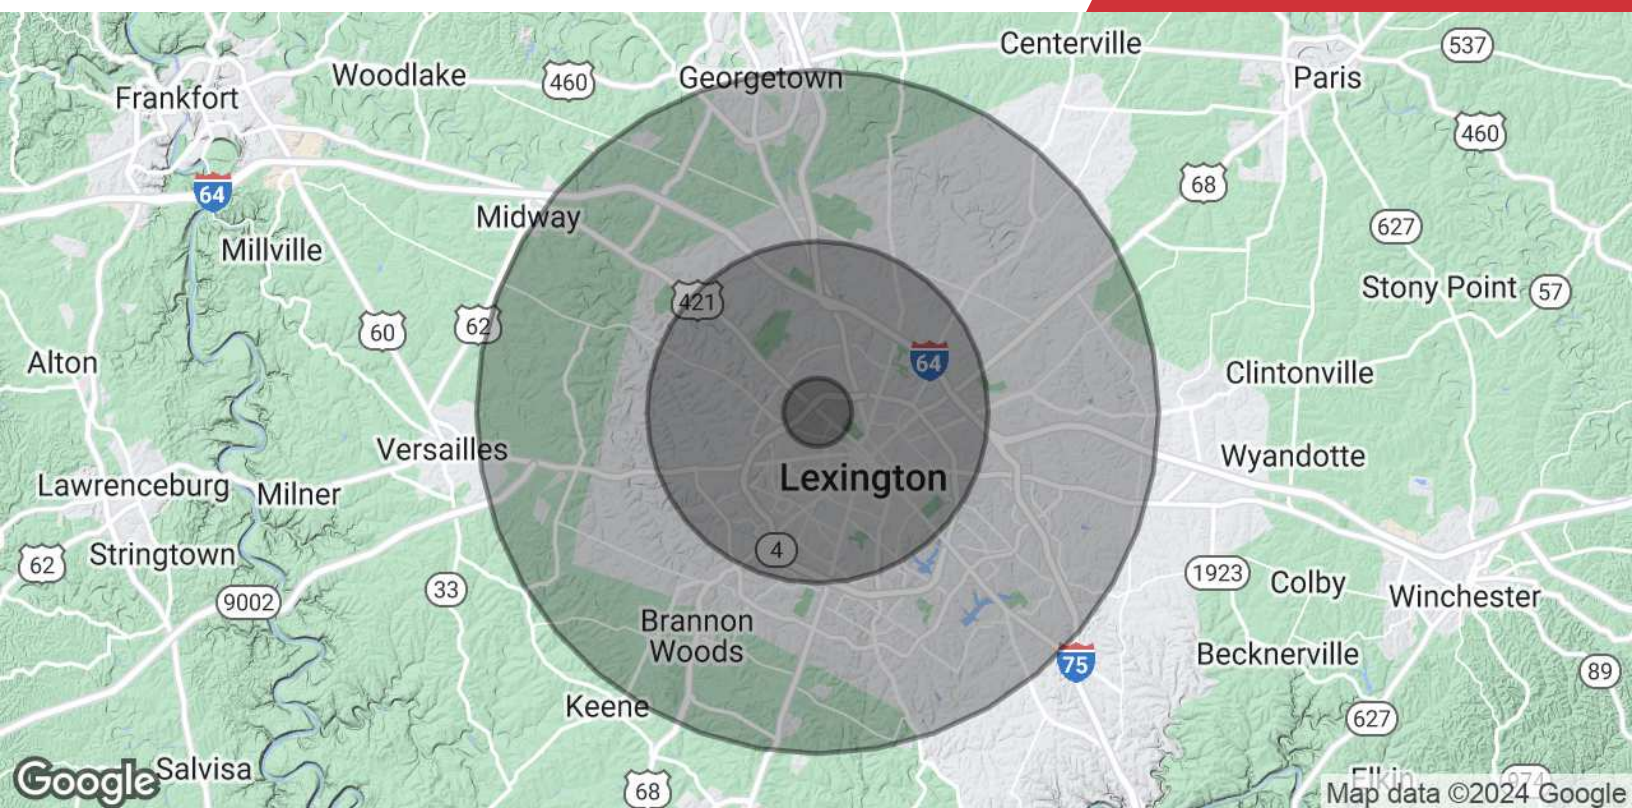 Centerville
537
Woodlake
460
Georgetown
Paris
Frankfort
460
64
68
Midway
627
Millville
Stony Point
57
421
62
60
64
Alton
Clintonville
Versailles
Wyandotte
Lexington
Lawrenceburg
Milner
4
Stringtown
62
1923
Colby
33
9002
Winchester
Brannon
Woods
Becknerville
75
89
Keene
627
Google
Salvisa
68
Elkin
974
Map data ©2024 Google